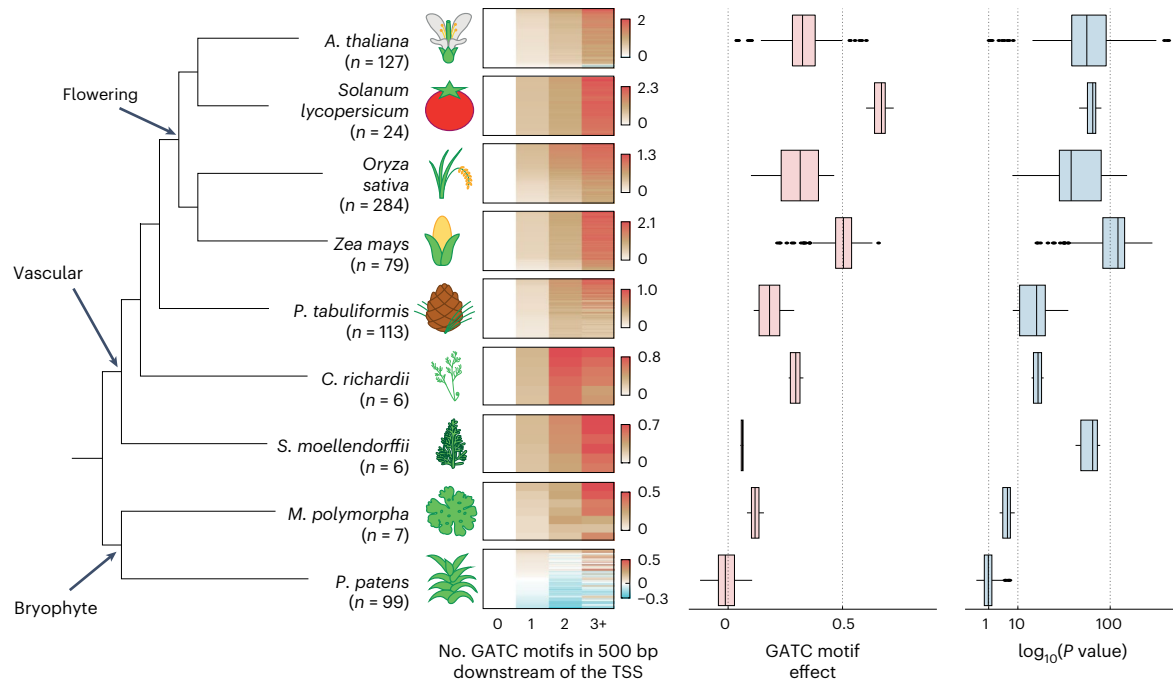 Flowering
Vascular
Bryophyte
A. thaliana
(n = 127)
Solanum
lycopersicum
(n = 24)
Oryza
sativa
(n = 284)
Zea mays
(n = 79)
P. tabuliformis
(n = 113)
C. richardii
(n = 6)
S. moellendorffii
(n = 6)
M. polymorpha
(n = 7)
P. patens
(n = 99)
2
0
2.3
0
1.3
0
2.1
0
1.0
0
0.8
0
0.7
0
0.5
0
0.5
0
–0.3
0 1 2 3+
No. GATC motifs in 500 bp
downstream of the TSS
0 0.5
GATC motif
effect
1 10 100
log10(P value)